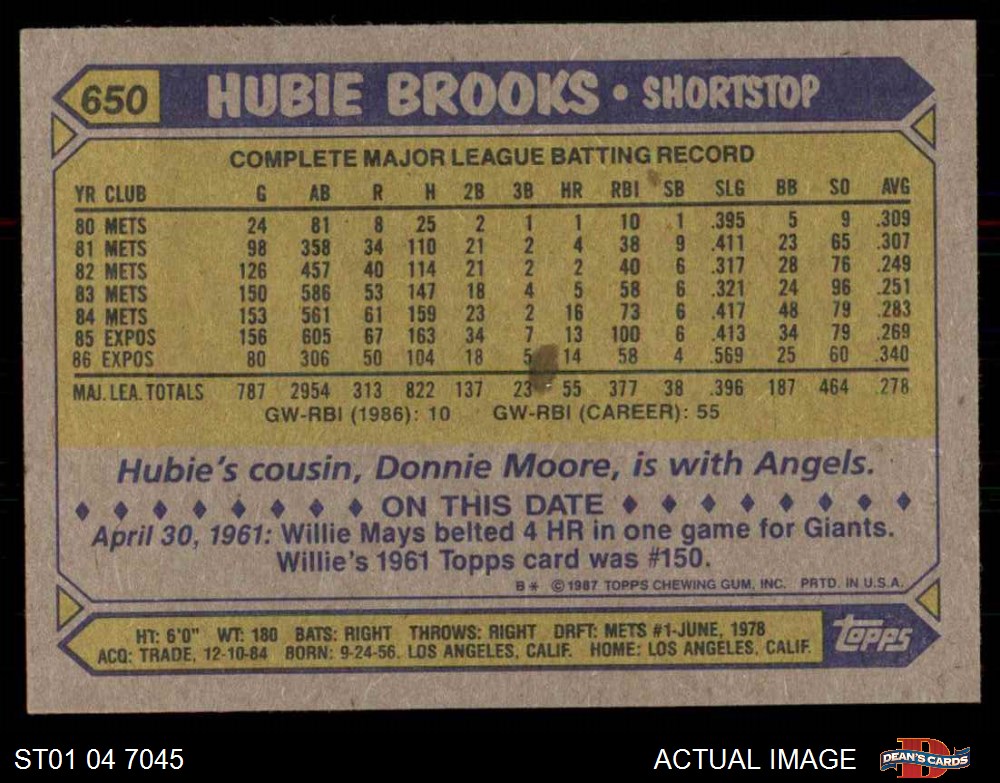 650 HUBIE BROOKS • SHORTSTOP
COMPLETE MAJOR LEAGUE BATTING RECORD
YR CLUB G AB R H 2B 3B HR RBI SB SLG BB SO AVG
80 METS 24 81 8 25 2 1 1 10 1 .395 5 9 .309
81 METS 98 358 34 110 21 2 4 38 9 .411 23 65 .307
82 METS 126 457 40 114 21 2 2 40 6 .317 28 76 .249
83 METS 150 586 53 147 18 4 5 58 6 .321 24 96 .251
84 METS 153 561 61 159 23 2 16 73 6 .417 48 79 .283
85 EXPOS 156 605 67 163 34 7 13 100 6 .413 34 79 .269
86 EXPOS 80 306 50 104 18 5 14 58 4 .569 25 60 .340
MAJ. LEA. TOTALS 787 2954 313 822 137 23 55 377 38 .396 187 464 .278
GW-RBI (1986): 10 GW-RBI (CAREER): 55
Hubie's cousin, Donnie Moore, is with Angels.
ON THIS DATE
April 30, 1961: Willie Mays belted 4 HR in one game for Giants.
Willie's 1961 Topps card was #150.
B* ©1987 TOPPS CHEWING GUM, INC. PRTD. IN U.S.A.
HT: 6'0" WT: 180 BATS: RIGHT THROWS: RIGHT DRFT: METS #1-JUNE, 1978
ACQ: TRADE, 12-10-84 BORN: 9-24-56, LOS ANGELES, CALIF. HOME: LOS ANGELES, CALIF.
topps
ST01 04 7045 ACTUAL IMAGE DEAN'S CARDS